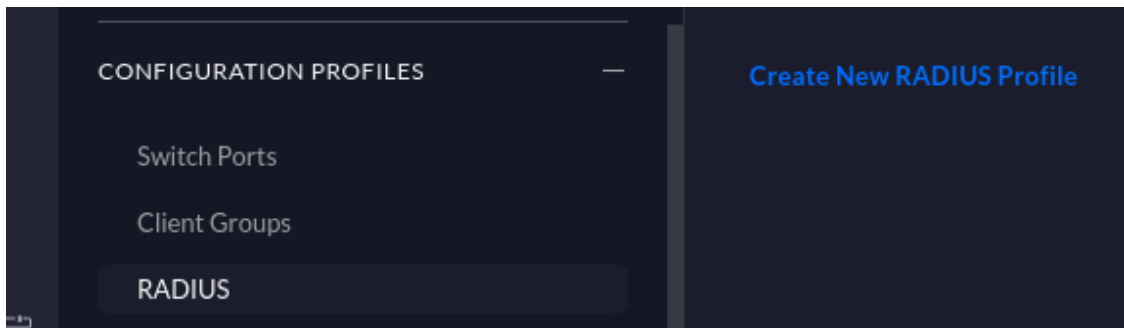 CONFIGURATION PROFILES
Create New RADIUS Profile
Switch Ports
Client Groups
RADIUS